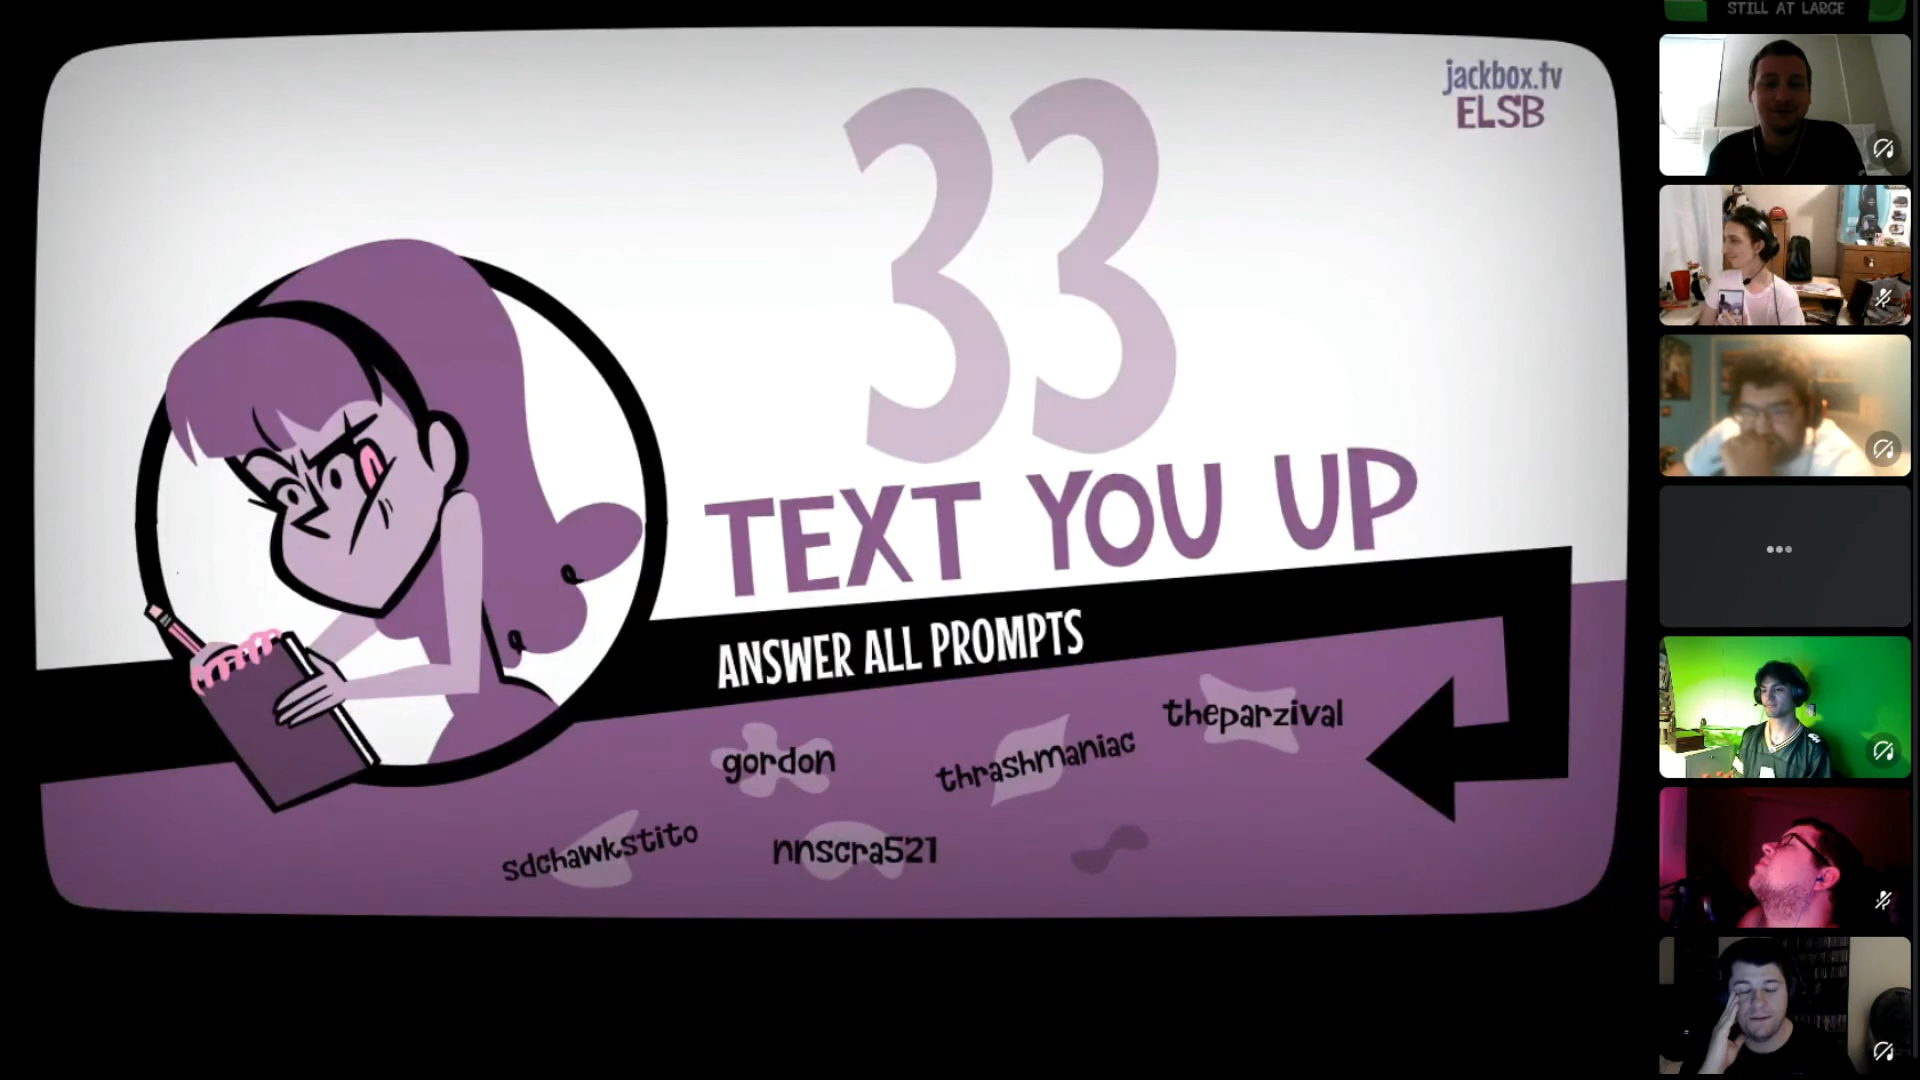 STILL AT LARGE
jackbox.tv
ELSB
33
TEXT YOU UP
ANSWER ALL PROMPTS
theparzival
gordon
thrashmaniac
sdchawkstito
nnscra521